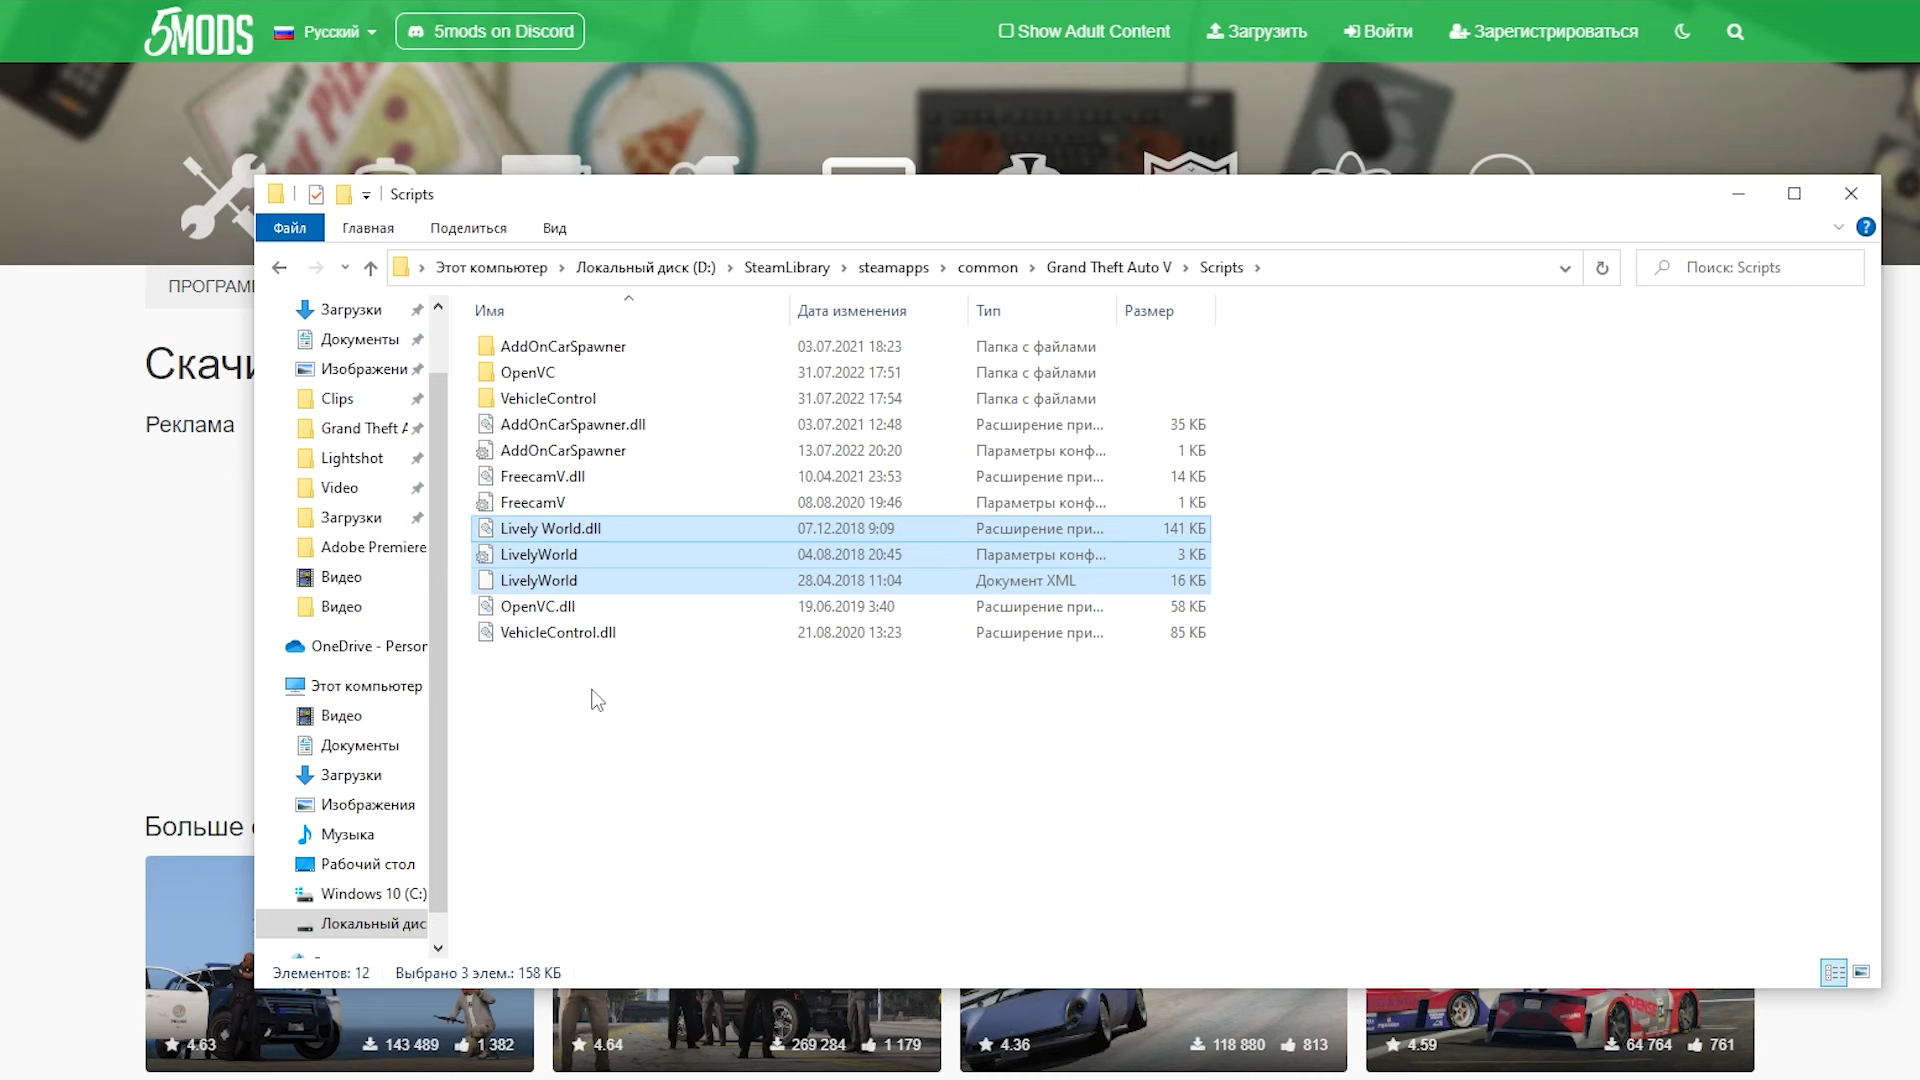 5MODS
Русский
5mods on Discord
Show Adult Content
Загрузить
Войти
Зарегистрироваться
Scripts
Файл
Главная
Поделиться
Вид
Этот компьютер › Локальный диск (D:) › SteamLibrary › steamapps › common › Grand Theft Auto V › Scripts ›
Поиск: Scripts
ПРОГРАМ
Скачи
Реклама
Больше
Загрузки
Документы
Изображени
Clips
Grand Theft A
Lightshot
Video
Загрузки
Adobe Premiere
Видео
Видео
OneDrive - Person
Этот компьютер
Видео
Документы
Загрузки
Изображения
Музыка
Рабочий стол
Windows 10 (C:)
Локальный дис
Имя Дата изменения Тип Размер
AddOnCarSpawner 03.07.2021 18:23 Папка с файлами
OpenVC 31.07.2022 17:51 Папка с файлами
VehicleControl 31.07.2022 17:54 Папка с файлами
AddOnCarSpawner.dll 03.07.2021 12:48 Расширение при... 35 КБ
AddOnCarSpawner 13.07.2022 20:20 Параметры конф... 1 КБ
FreecamV.dll 10.04.2021 23:53 Расширение при... 14 КБ
FreecamV 08.08.2020 19:46 Параметры конф... 1 КБ
Lively World.dll 07.12.2018 9:09 Расширение при... 141 КБ
LivelyWorld 04.08.2018 20:45 Параметры конф... 3 КБ
LivelyWorld 28.04.2018 11:04 Документ XML 16 КБ
OpenVC.dll 19.06.2019 3:40 Расширение при... 58 КБ
VehicleControl.dll 21.08.2020 13:23 Расширение при... 85 КБ
Элементов: 12 Выбрано 3 элем.: 158 КБ
4.63 143 489 1 382
4.64 269 284 1 179
4.36 118 880 813
4.59 64 764 761